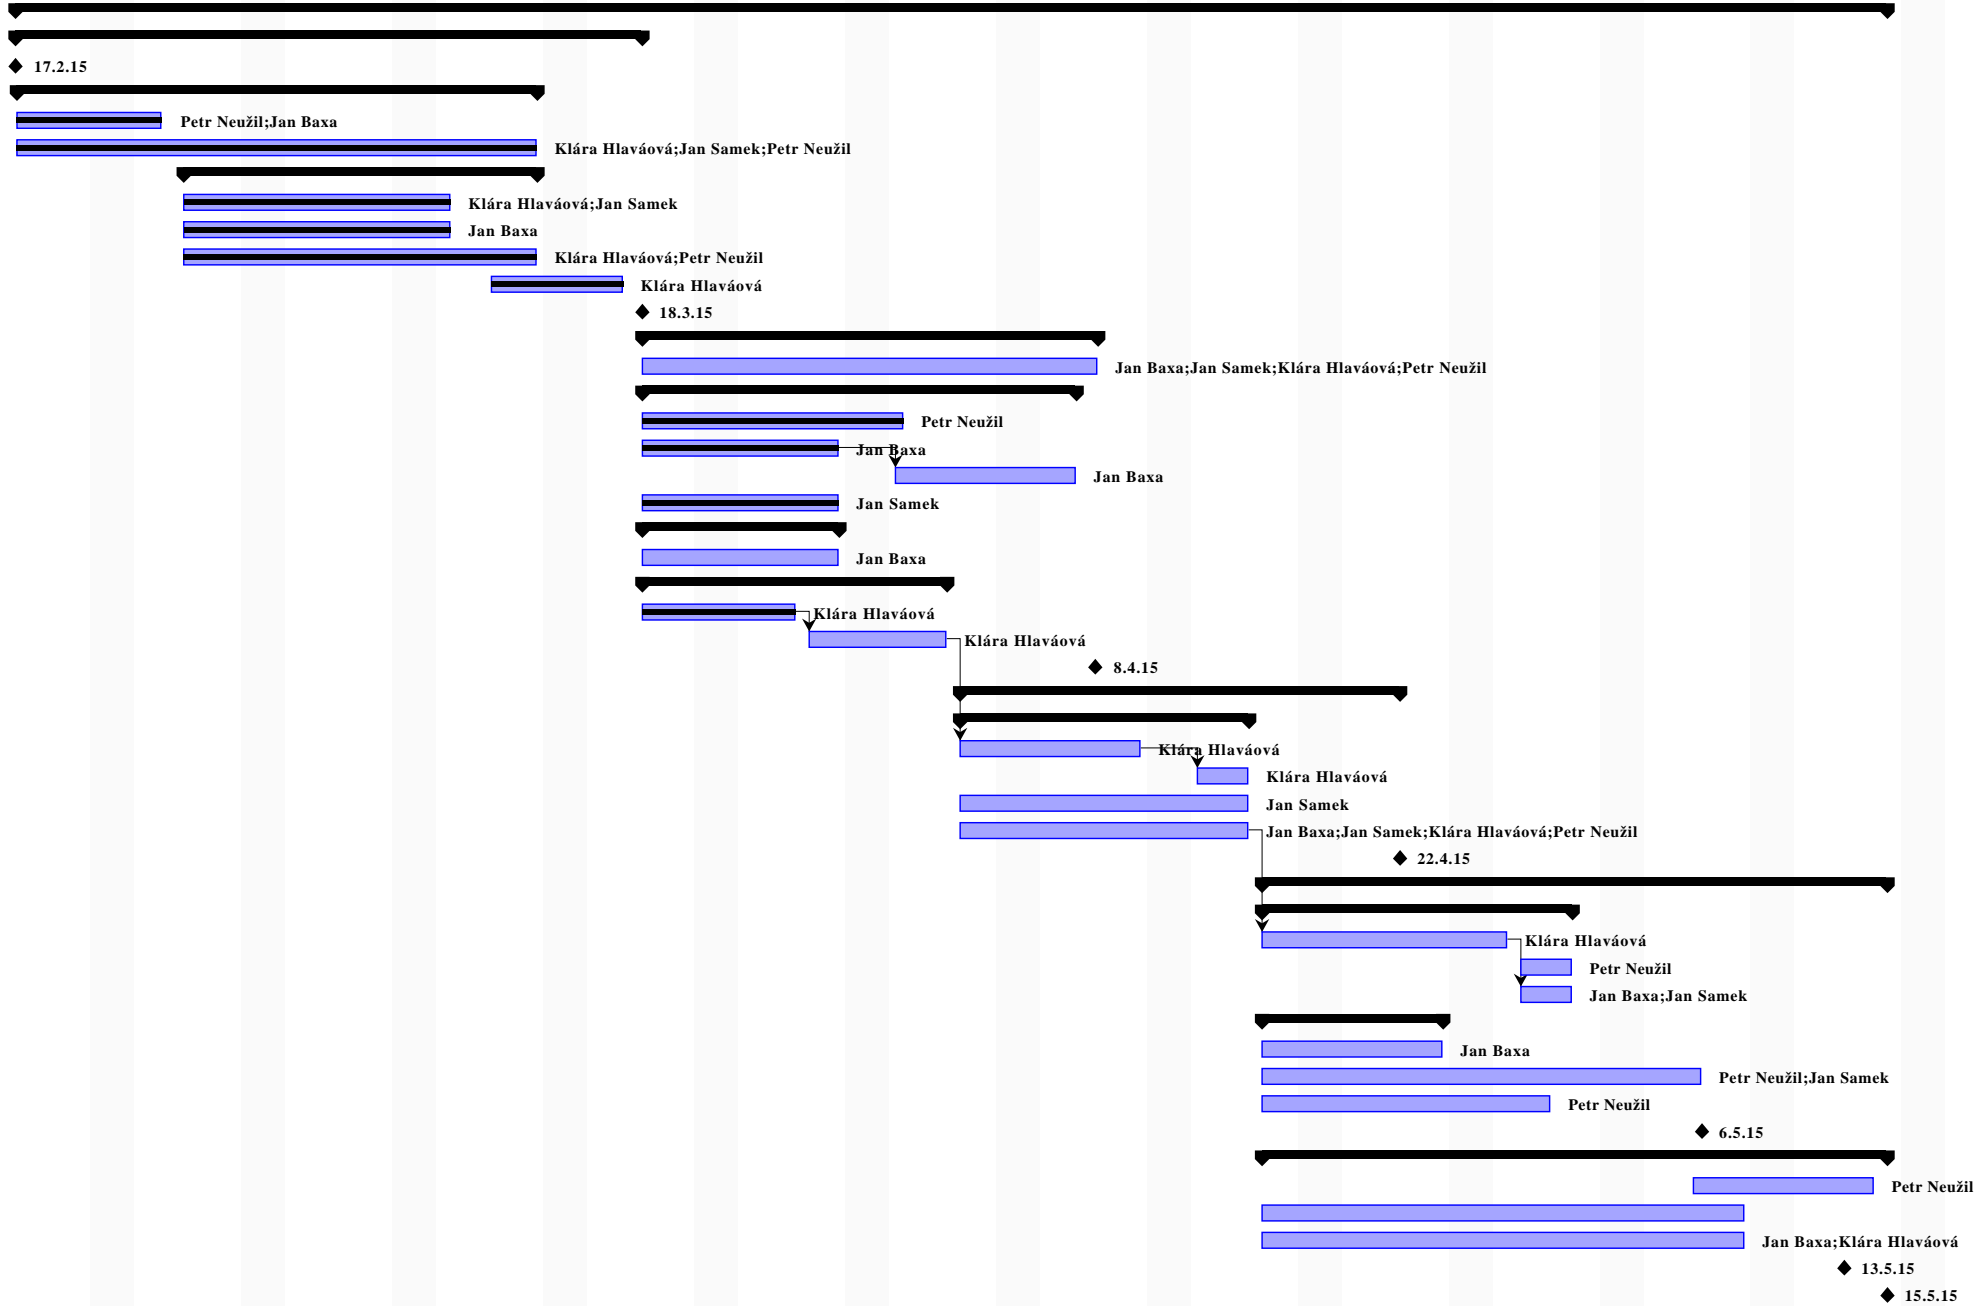 17.2.15
Petr Neužil;Jan Baxa
Klára Hlaváová;Jan Samek;Petr Neužil
Klára Hlaváová;Jan Samek
Jan Baxa
Klára Hlaváová;Petr Neužil
Klára Hlaváová
18.3.15
Jan Baxa;Jan Samek;Klára Hlaváová;Petr Neužil
Petr Neužil
Jan Baxa
Jan Baxa
Jan Samek
Jan Baxa
Klára Hlaváová
Klára Hlaváová
8.4.15
Klára Hlaváová
Klára Hlaváová
Jan Samek
Jan Baxa;Jan Samek;Klára Hlaváová;Petr Neužil
22.4.15
Klára Hlaváová
Petr Neužil
Jan Baxa;Jan Samek
Jan Baxa
Petr Neužil;Jan Samek
Petr Neužil
6.5.15
Petr Neužil
Jan Baxa;Klára Hlaváová
13.5.15
15.5.15